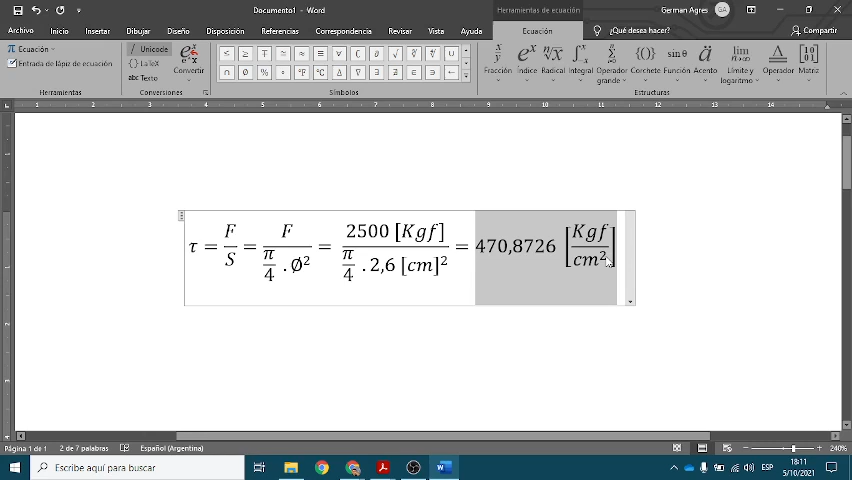 Documento1 - Word
Herramientas de ecuación
German Agres
GA
Archivo Inicio Insertar Dibujar Diseño Disposición Referencias Correspondencia Revisar Vista Ayuda Ecuación ¿Qué desea hacer? Compartir
π Ecuación
Entrada de lápiz de ecuación
Herramientas
Unicode
{} LaTeX
abc Texto
Convertir
Conversiones
≤ ≥ ∓ ≈ ≡ ∀ ∁ ∂ √ ∛ ∜ ∪
∩ ∅ % ° ℉ ℃ ∆ ∇ ∃ ∄ ∈ ∋ ←
Símbolos
Fracción Índice Radical Integral Operador grande Corchete Función Acento Límite y logaritmo Operador Matriz
Estructuras
τ = F/S = F/(π/4 . Ø²) = 2500 [Kgf]/(π/4 . 2,6 [cm]²) = 470,8726 [Kgf/cm²]
Página 1 de 1 2 de 7 palabras Español (Argentina) 240%
Escribe aquí para buscar
ESP
18:11
5/10/2021